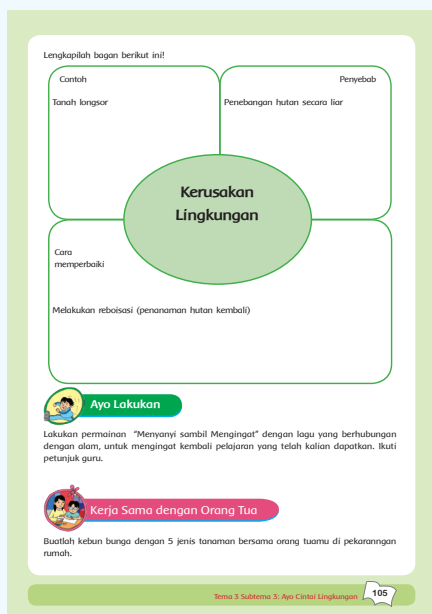 Lengkapilah bagan berikut ini!
Contoh
Penyebab
Tanah longsor
Penebangan hutan secara liar
Kerusakan
Lingkungan
Cara
memperbaiki
Melakukan reboisasi (penanaman hutan kembali)
Ayo Lakukan
Lakukan permainan “Menyanyi sambil Mengingat” dengan lagu yang berhubungan
dengan alam, untuk mengingat kembali pelajaran yang telah kalian dapatkan. Ikuti
petunjuk guru.
Kerja Sama dengan Orang Tua
Buatlah kebun bunga dengan 5 jenis tanaman bersama orang tuamu di pekaranngan
rumah.
Tema 3 Subtema 3: Ayo Cintai Lingkungan
105